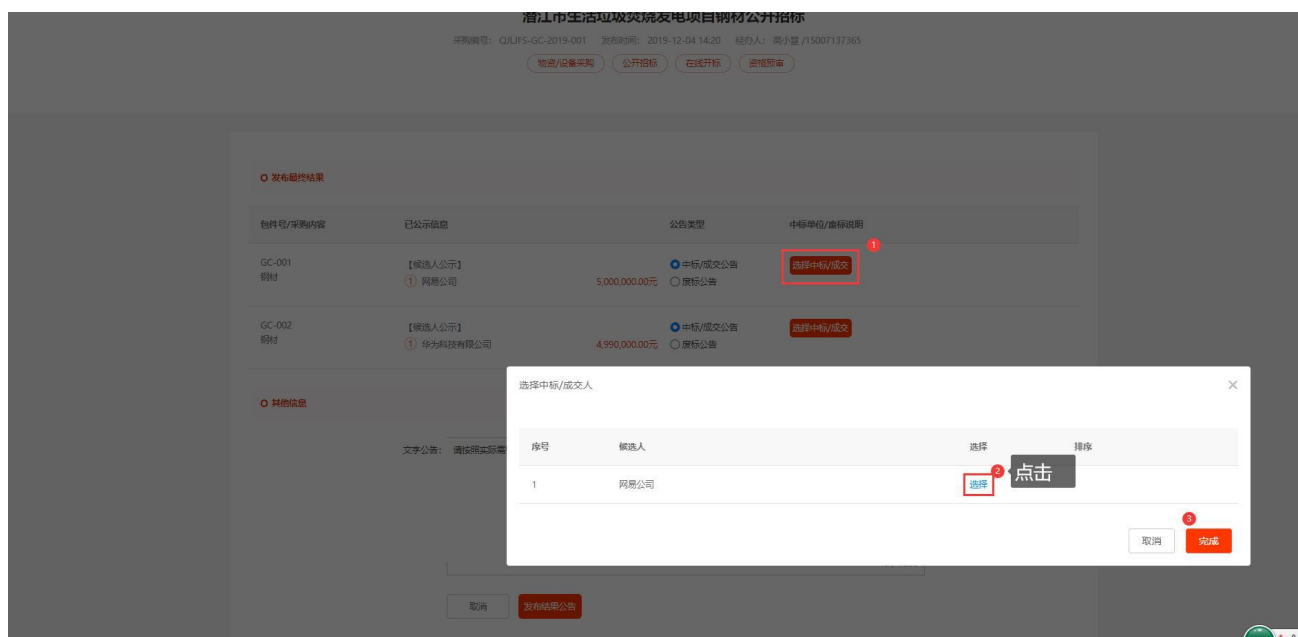 潜江市生活垃圾焚烧发电项目钢材公开招标
采购编号：QJLJFS-GC-2019-001 发布时间：2019-12-04 14:20 经办人：高小慧 /15007137365
物资/设备采购 公开招标 在线开标 资格预审
发布最终结果
包件号/采购内容 已公示信息 公告类型 中标单位/废标说明
1
GC-001 【候选人公示】 中标/成交公告 选择中标/成交
钢材 1 网易公司 5,000,000.00元 废标公告
GC-002 【候选人公示】 中标/成交公告 选择中标/成交
钢材 1 华为科技有限公司 4,990,000.00元 废标公告
选择中标/成交人 ×
其他信息
文字公告： 请按照实际需
序号 候选人 选择 排序
1 网易公司 选择 2 点击
3
取消 完成
取消 发布结果公告